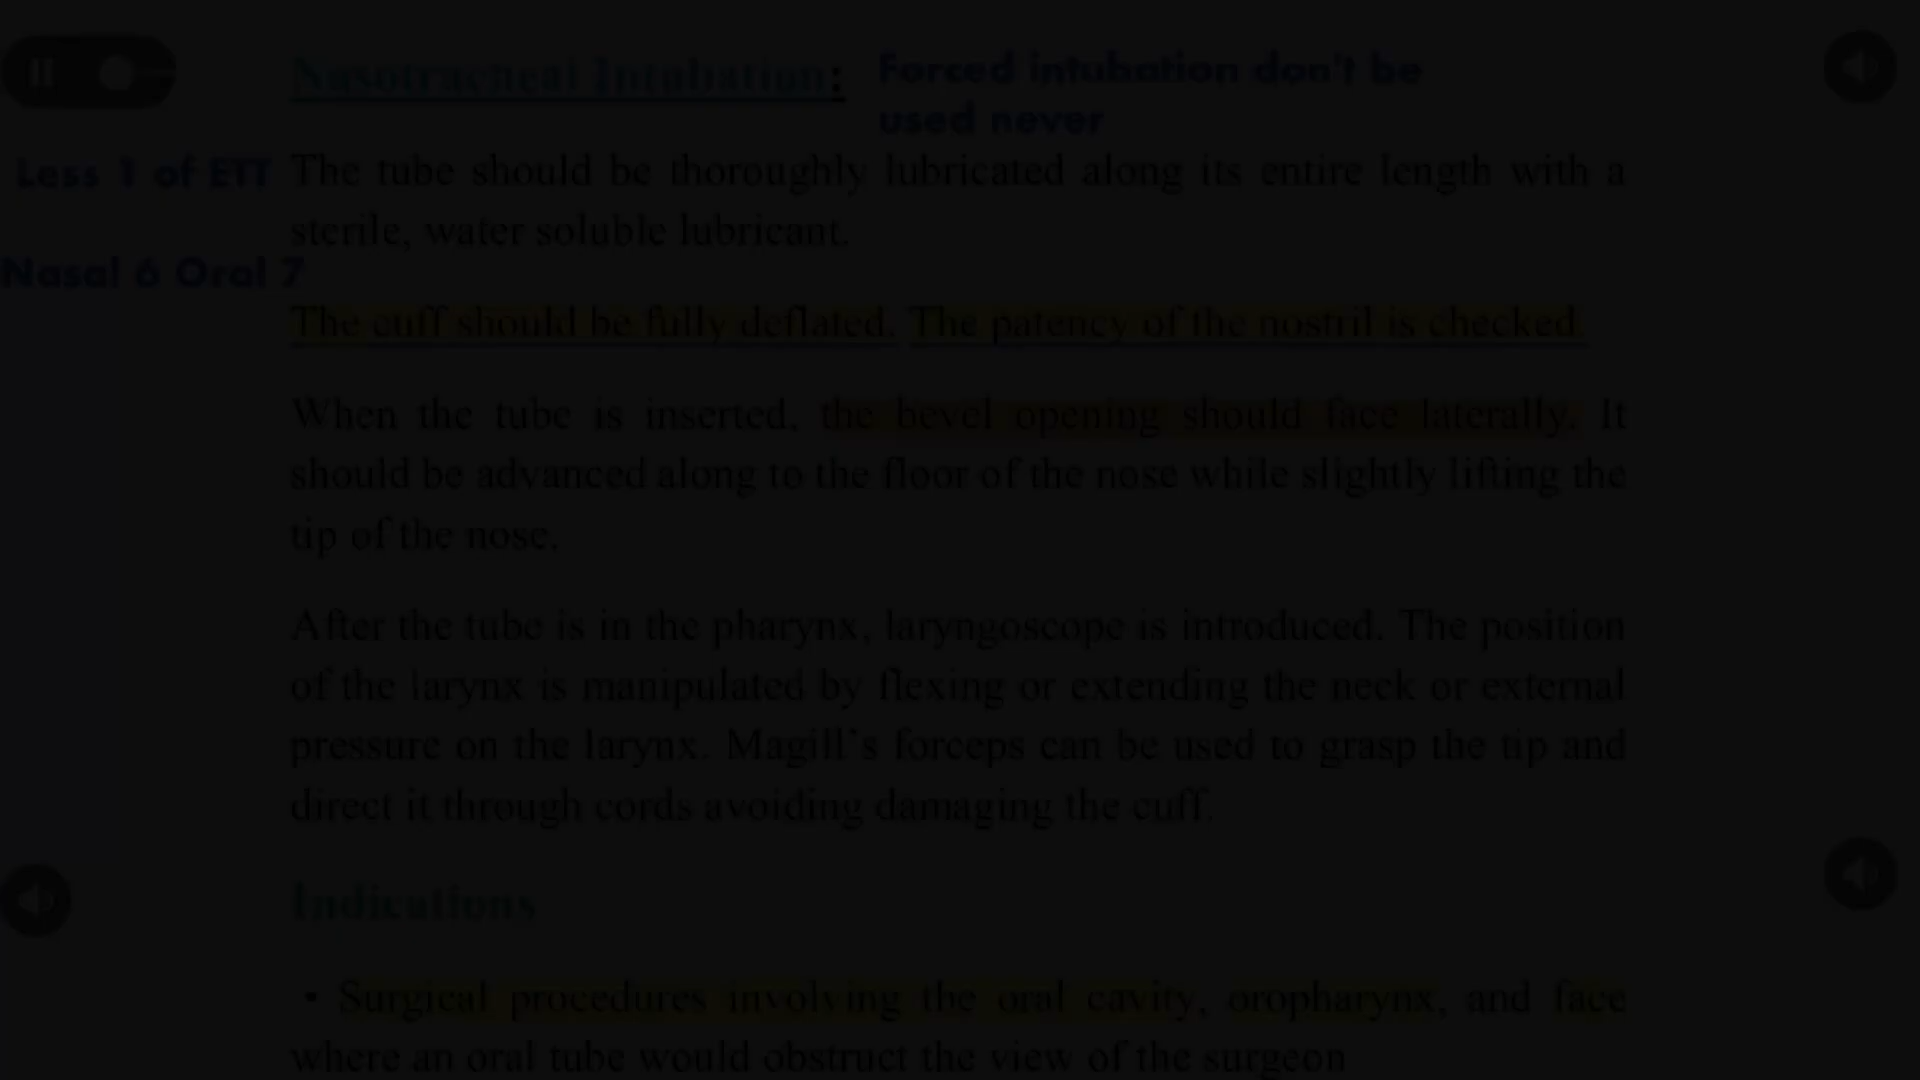 Nasotracheal Intubation:
Forced intubation don't be
used never
Less 1 of ETT
The tube should be thoroughly lubricated along its entire length with a
sterile, water soluble lubricant.
Nasal 6 Oral 7
The cuff should be fully deflated. The patency of the nostril is checked.
When the tube is inserted, the bevel opening should face laterally. It
should be advanced along to the floor of the nose while slightly lifting the
tip of the nose.
After the tube is in the pharynx, laryngoscope is introduced. The position
of the larynx is manipulated by flexing or extending the neck or external
pressure on the larynx. Magill's forceps can be used to grasp the tip and
direct it through cords avoiding damaging the cuff.
Indications
• Surgical procedures involving the oral cavity, oropharynx, and face
where an oral tube would obstruct the view of the surgeon